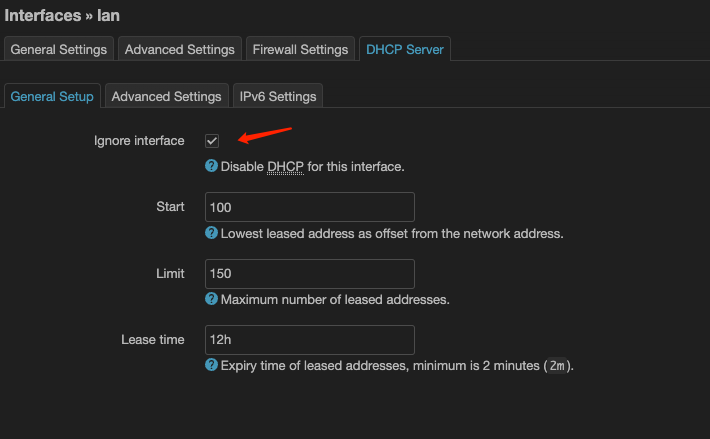 Interfaces » lan
General Settings Advanced Settings Firewall Settings DHCP Server
General Setup Advanced Settings IPv6 Settings
Ignore interface
? Disable DHCP for this interface.
Start 100
? Lowest leased address as offset from the network address.
Limit 150
? Maximum number of leased addresses.
Lease time 12h
? Expiry time of leased addresses, minimum is 2 minutes (2m).